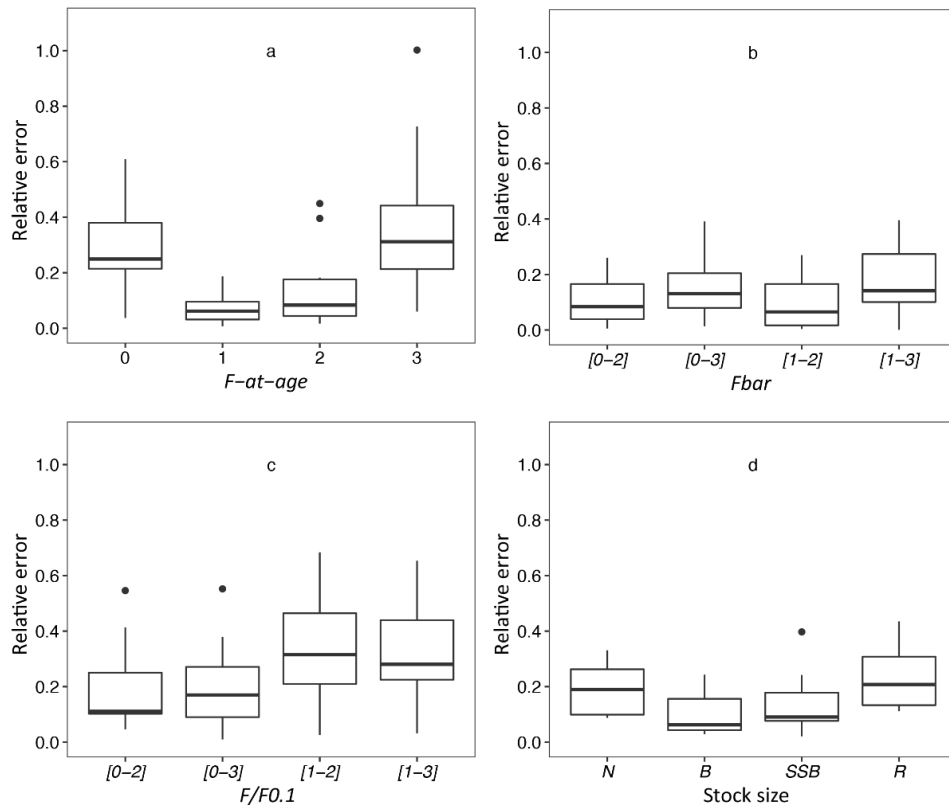 a
Relative error
1.0
0.8
0.6
0.4
0.2
0.0
0 1 2 3
F-at-age
b
Relative error
1.0
0.8
0.6
0.4
0.2
0.0
[0-2] [0-3] [1-2] [1-3]
Fbar
c
Relative error
1.0
0.8
0.6
0.4
0.2
0.0
[0-2] [0-3] [1-2] [1-3]
F/F0.1
d
Relative error
1.0
0.8
0.6
0.4
0.2
0.0
N B SSB R
Stock size